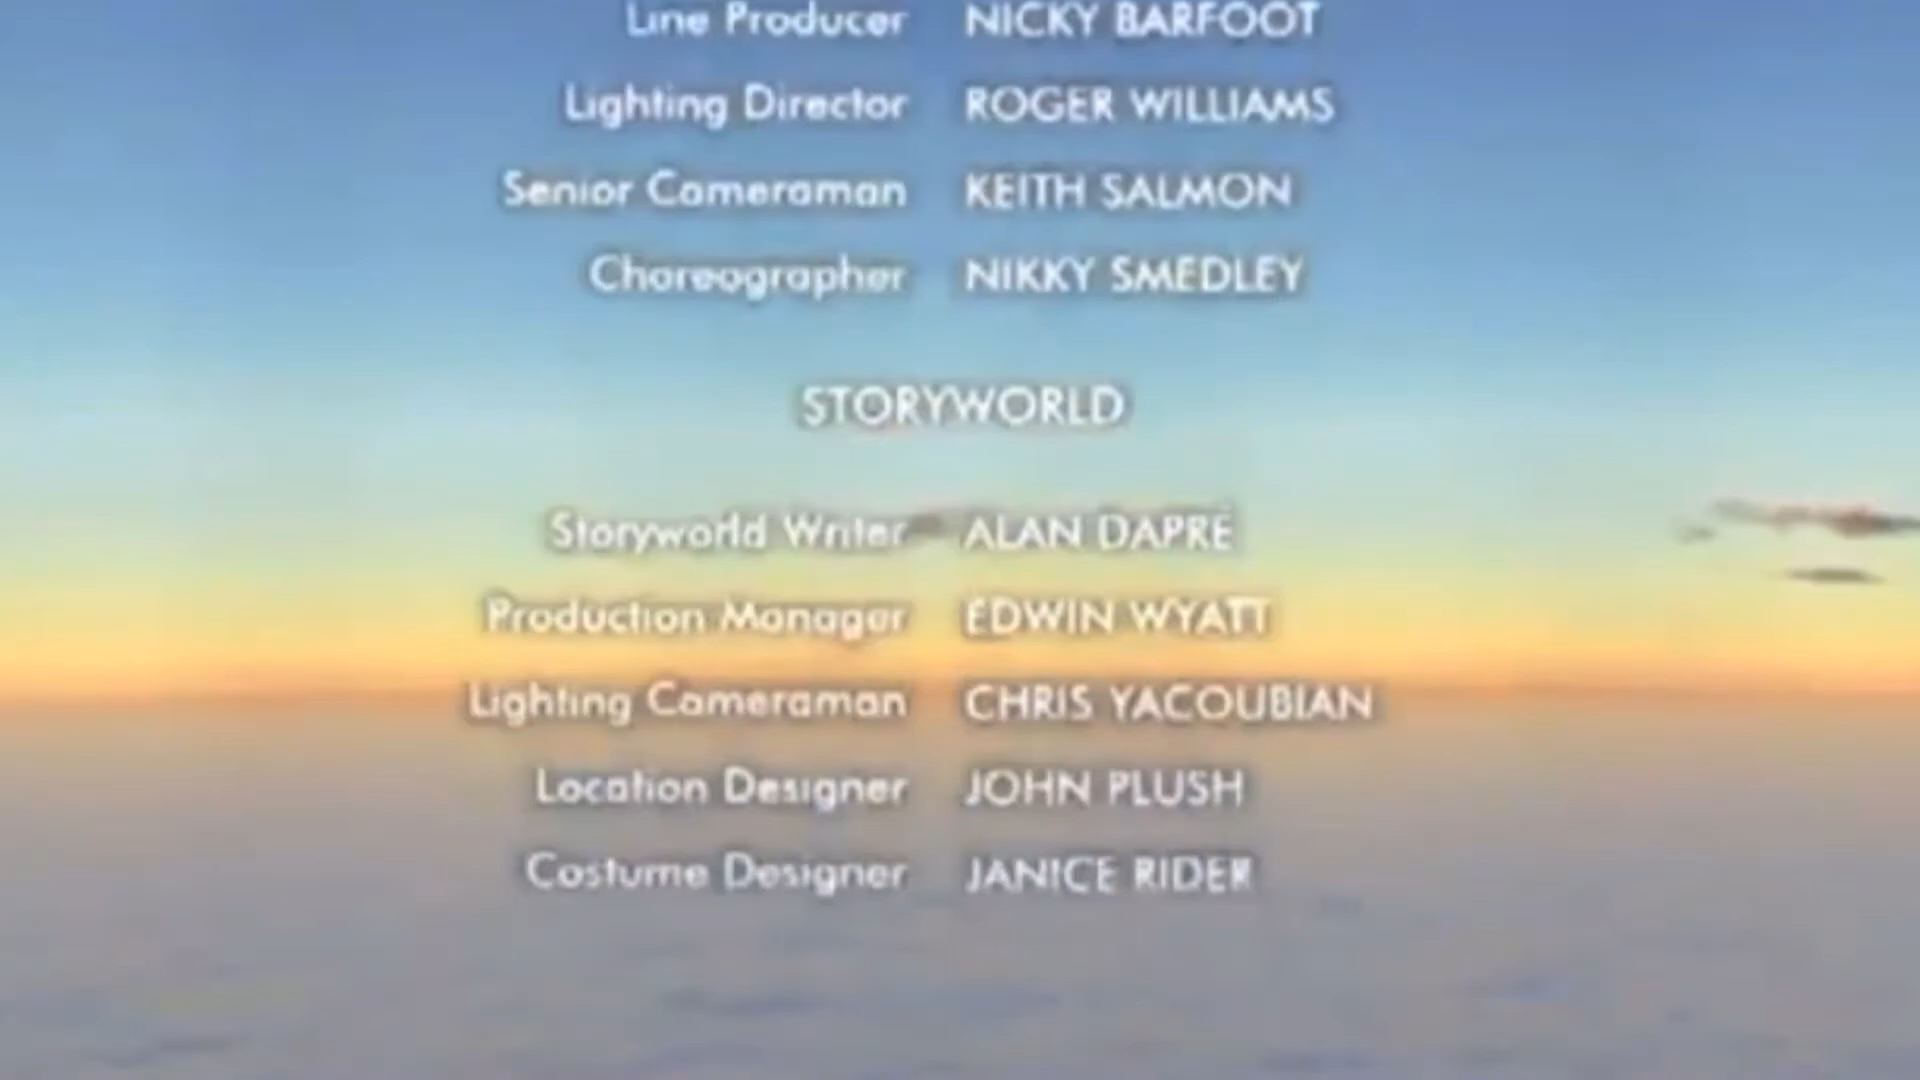 Line Producer NICKY BARFOOT
Lighting Director ROGER WILLIAMS
Senior Cameraman KEITH SALMON
Choreographer NIKKY SMEDLEY
STORYWORLD
Storyworld Writer ALAN DAPRE
Production Manager EDWIN WYATT
Lighting Cameraman CHRIS YACOUBIAN
Location Designer JOHN PLUSH
Costume Designer JANICE RIDER